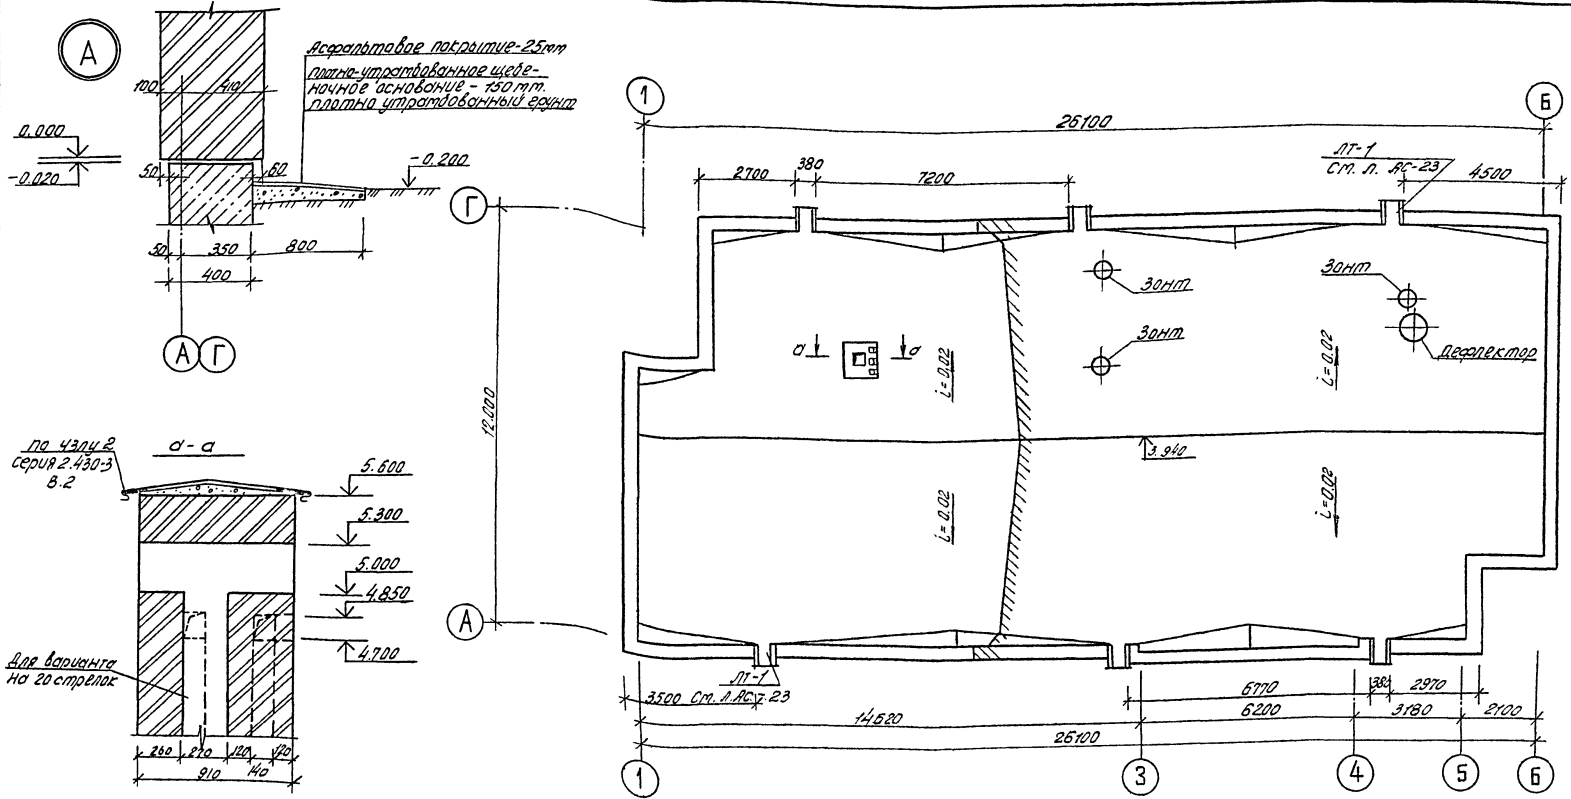 А
Асфальтовое покрытие-25мм
плотно-утрамбованное щебе-
ночное основание - 150 мм.
плотно утрамбованный грунт
100
410
0.000
-0.020
50
60
-0.200
50
350
800
400
А
Г
по узлу 2
серия 2.430-3
в.2
а-а
5.600
5.300
5.000
4.850
4.700
Для варианта
на 20 стрелок
260
270
120
140
120
910
1
Б
26100
2700
380
7200
ЛТ-1
См. л. АС-23
4500
Г
Зонт
Зонт
Зонт
Дефлектор
а
а
i=0.02
i=0.02
12.000
3.940
i=0.02
i=0.02
А
ЛТ-1
3500
См. л. АС-23
6770
380
2970
14620
6200
3180
2100
26100
1
3
4
5
Б